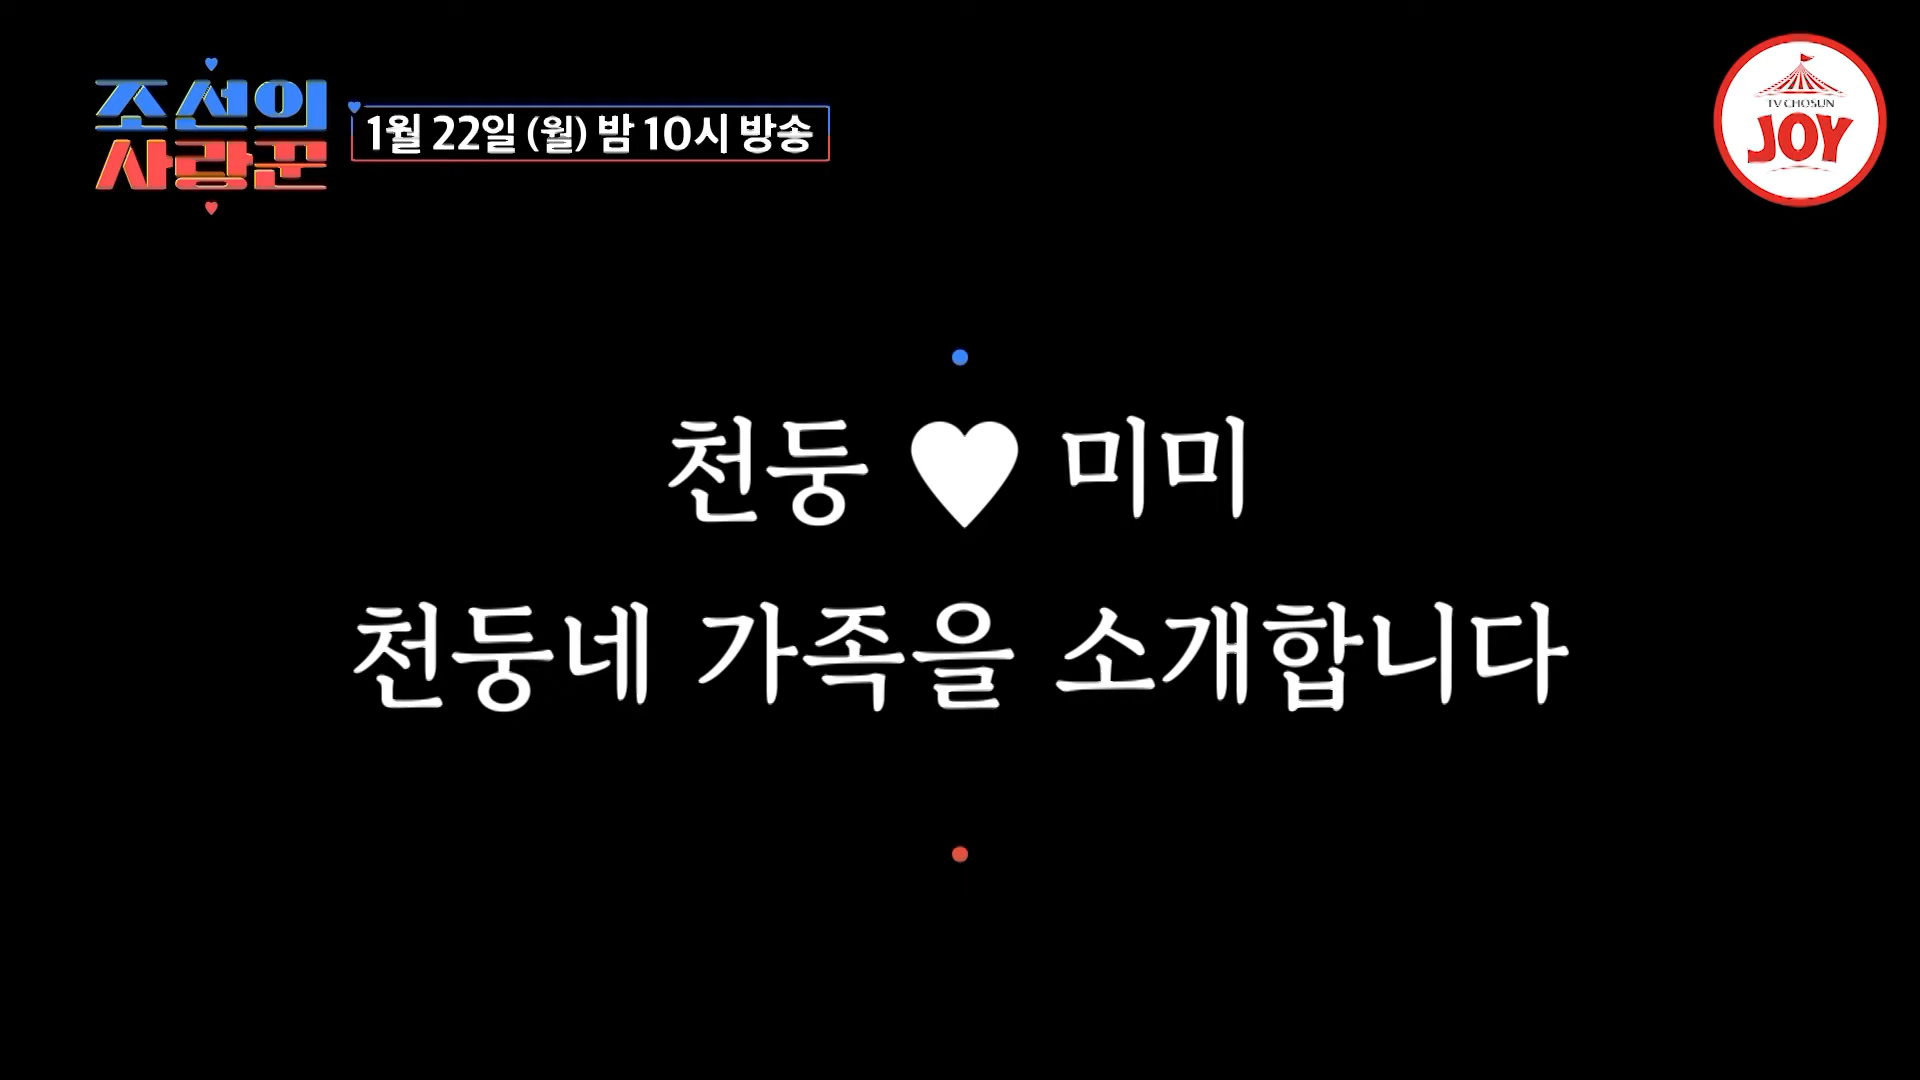 조선의
사랑꾼
1월 22일 (월) 밤 10시 방송
TV CHOSUN
JOY
천둥 ♥ 미미
천둥네 가족을 소개합니다